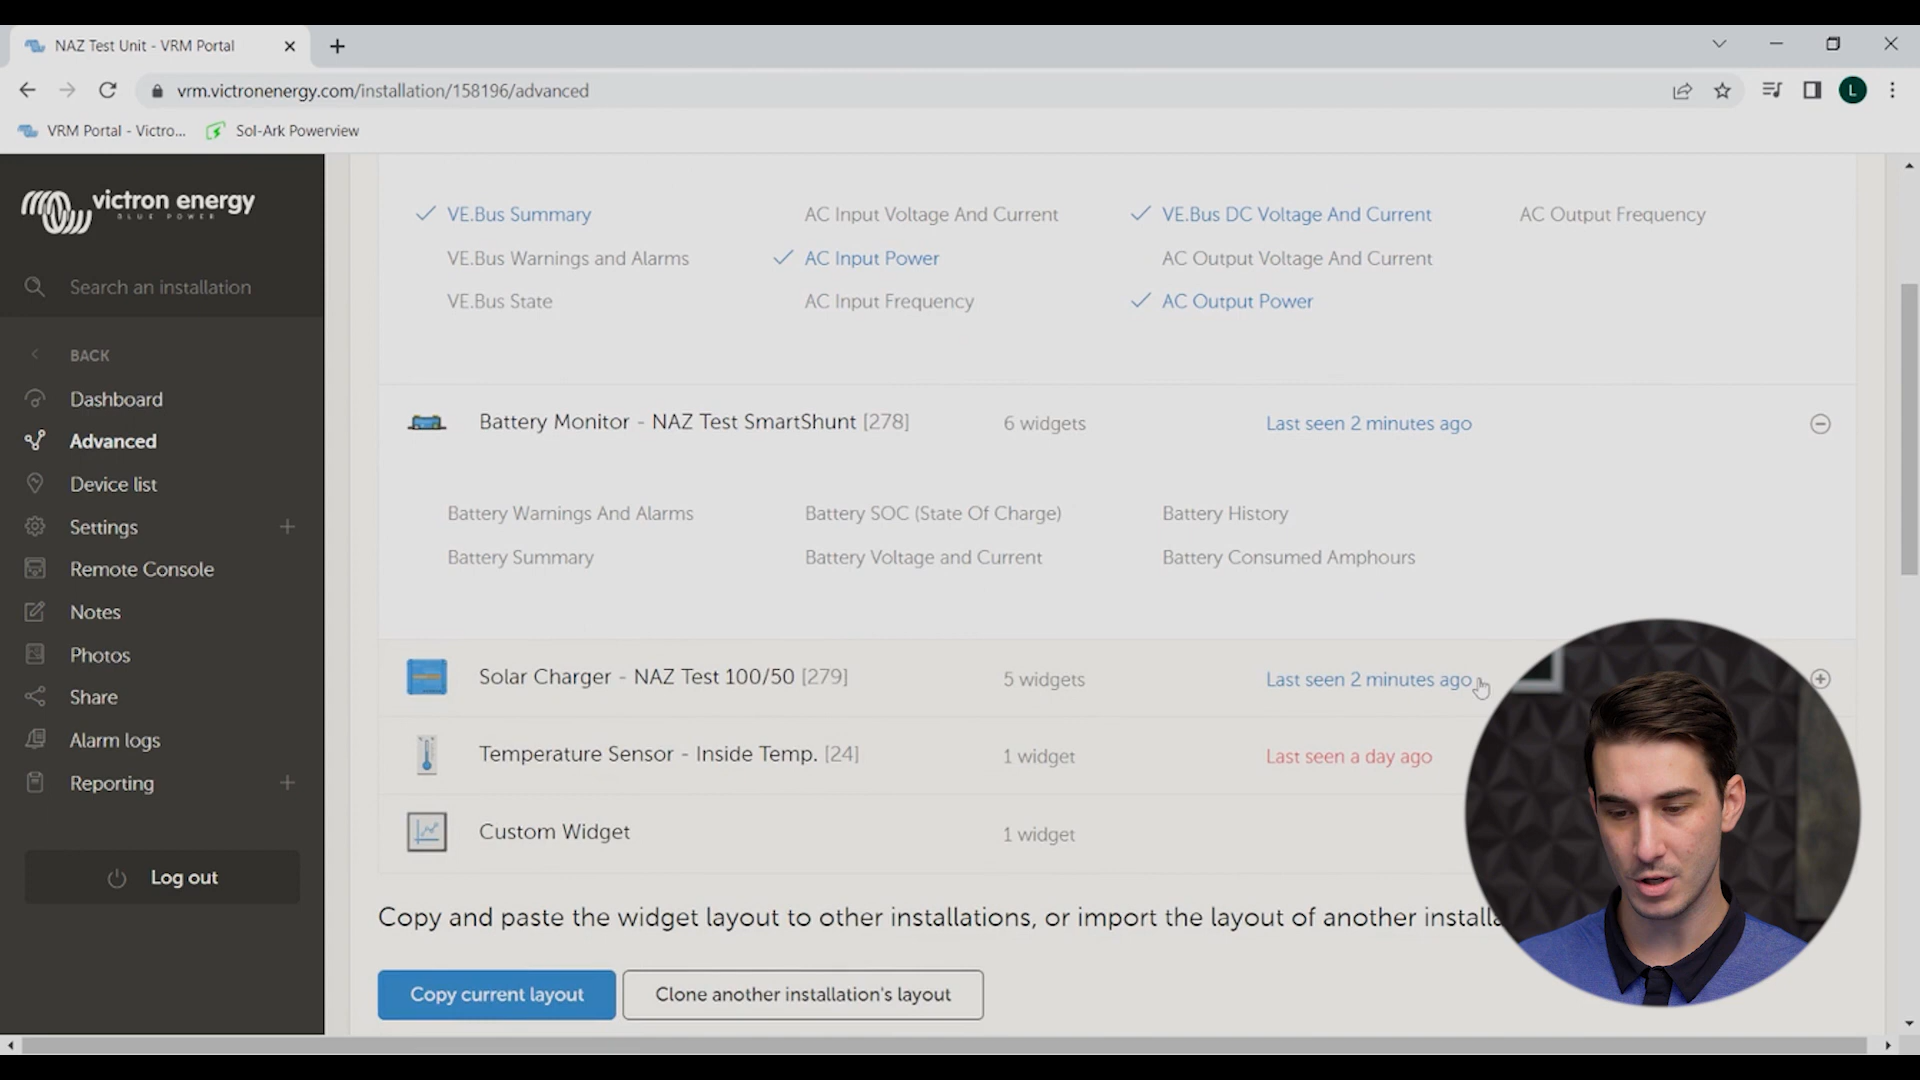 NAZ Test Unit - VRM Portal
vrm.victronenergy.com/installation/158196/advanced
L
VRM Portal - Victro...
Sol-Ark Powerview
victron energy
BLUE POWER
Search an installation
BACK
Dashboard
Advanced
Device list
Settings
Remote Console
Notes
Photos
Share
Alarm logs
Reporting
Log out
VE.Bus Summary
AC Input Voltage And Current
VE.Bus DC Voltage And Current
AC Output Frequency
VE.Bus Warnings and Alarms
AC Input Power
AC Output Voltage And Current
VE.Bus State
AC Input Frequency
AC Output Power
Battery Monitor - NAZ Test SmartShunt [278]
6 widgets
Last seen 2 minutes ago
Battery Warnings And Alarms
Battery SOC (State Of Charge)
Battery History
Battery Summary
Battery Voltage and Current
Battery Consumed Amphours
Solar Charger - NAZ Test 100/50 [279]
5 widgets
Last seen 2 minutes ago
Temperature Sensor - Inside Temp. [24]
1 widget
Last seen a day ago
Custom Widget
1 widget
Copy and paste the widget layout to other installations, or import the layout of another
Copy current layout
Clone another installation's layout